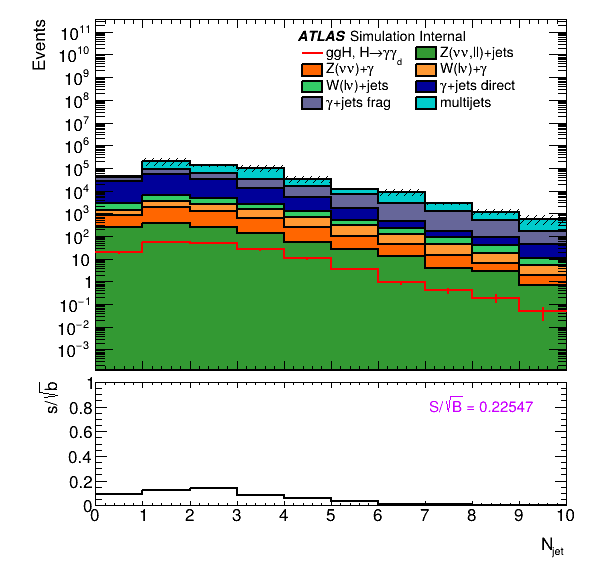 Events
ATLAS Simulation Internal
ggH, H→γγd
Z(νν,ll)+jets
Z(νν)+γ
W(lν)+γ
W(lν)+jets
γ+jets direct
γ+jets frag
multijets
10¹¹
10¹⁰
10⁹
10⁸
10⁷
10⁶
10⁵
10⁴
10³
10²
10
1
10⁻¹
10⁻²
10⁻³
s/√b
S/√B = 0.22547
1
0.8
0.6
0.4
0.2
0
0 1 2 3 4 5 6 7 8 9 10
Njet